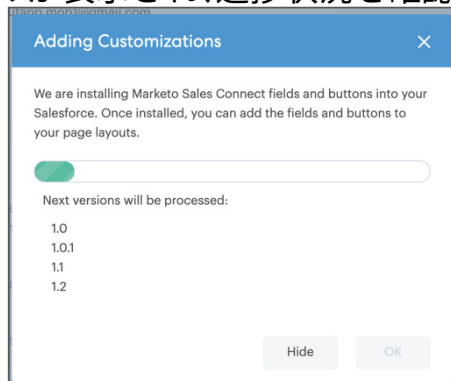 Adding Customizations
We are installing Marketo Sales Connect fields and buttons into your
Salesforce. Once installed, you can add the fields and buttons to
your page layouts.
Next versions will be processed:
1.0
1.0.1
1.1
1.2
Hide
OK